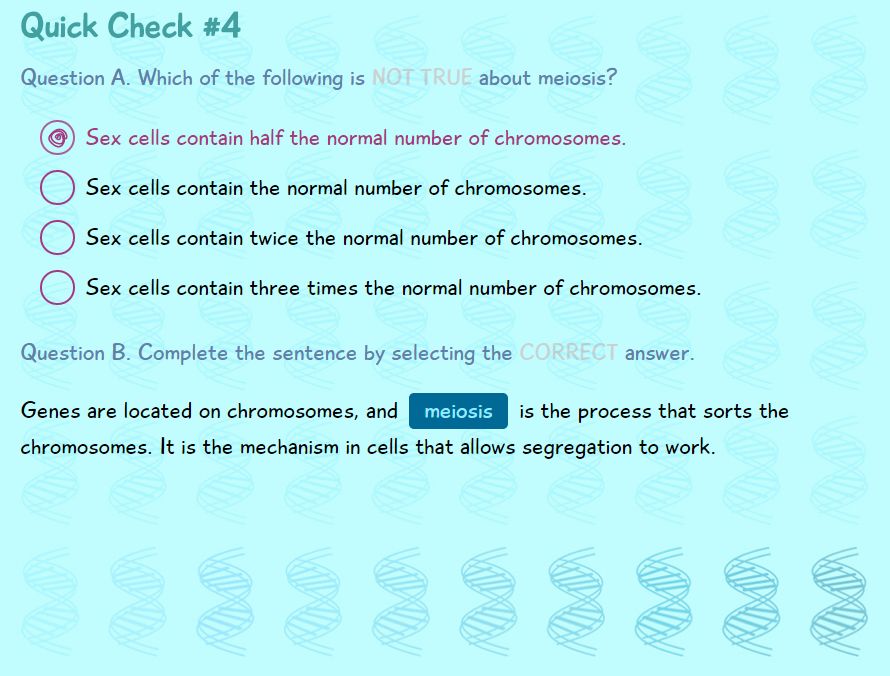 Quick Check #4
Question A. Which of the following is NOT TRUE about meiosis?
Sex cells contain half the normal number of chromosomes.
Sex cells contain the normal number of chromosomes.
Sex cells contain twice the normal number of chromosomes.
Sex cells contain three times the normal number of chromosomes.
Question B. Complete the sentence by selecting the CORRECT answer.
Genes are located on chromosomes, and meiosis is the process that sorts the
chromosomes. It is the mechanism in cells that allows segregation to work.